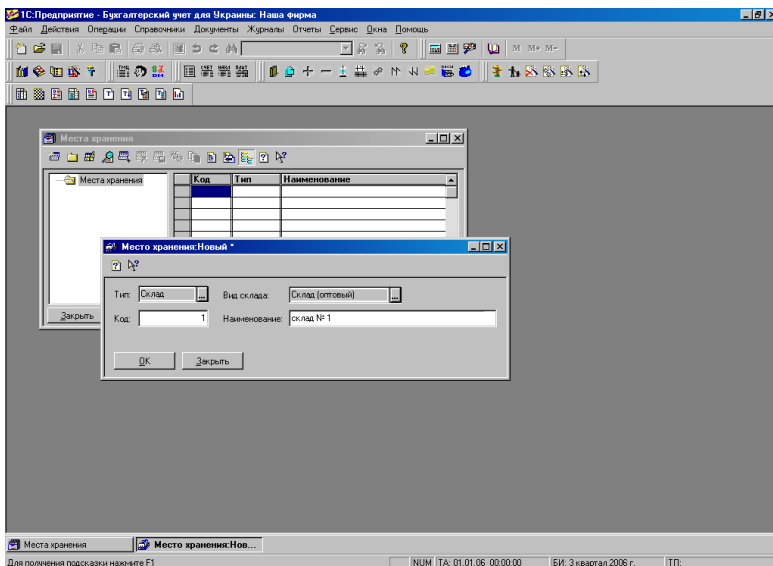 1С:Предприятие - Бухгалтерский учет для Украины: Наша фирма
Файл Действия Операции Справочники Документы Журналы Отчеты Сервис Окна Помощь
M M+ M-
Места хранения
Места хранения
Код Тип Наименование
Место хранения:Новый *
Тип: Склад ... Вид склада: Склад (оптовый) ...
Закрыть
Код: 1 Наименование: склад № 1
OK Закрыть
Места хранения Место хранения:Нов...
Для получения подсказки нажмите F1 NUM TA: 01.01.06 00:00:00 БИ: 3 квартал 2006 г. ТП: